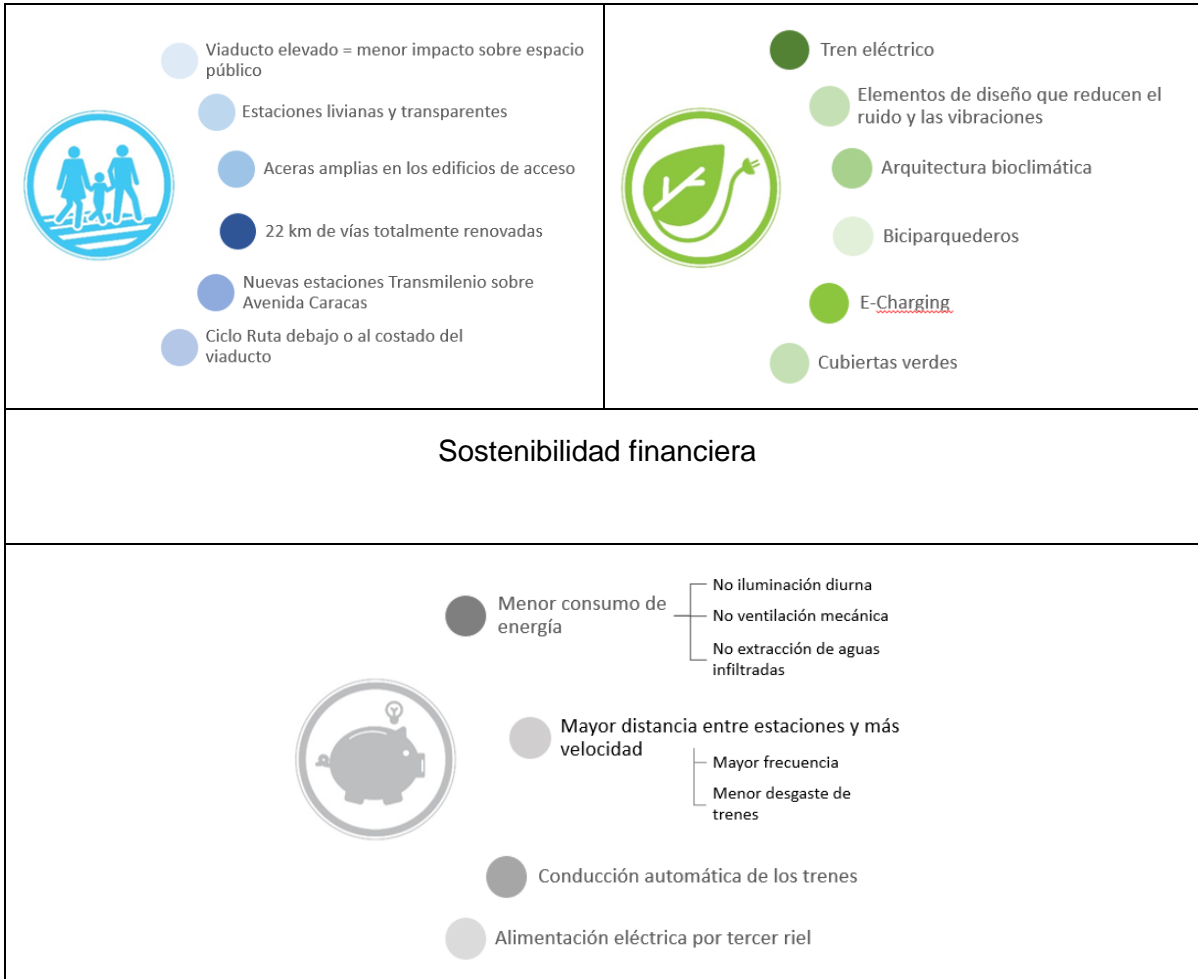 Viaducto elevado = menor impacto sobre espacio
público
Estaciones livianas y transparentes
Aceras amplias en los edificios de acceso
22 km de vías totalmente renovadas
Nuevas estaciones Transmilenio sobre
Avenida Caracas
Ciclo Ruta debajo o al costado del
viaducto
Tren eléctrico
Elementos de diseño que reducen el
ruido y las vibraciones
Arquitectura bioclimática
Biciparquederos
E-Charging
Cubiertas verdes
Sostenibilidad financiera
Menor consumo de
energía
No iluminación diurna
No ventilación mecánica
No extracción de aguas
infiltradas
Mayor distancia entre estaciones y más
velocidad
Mayor frecuencia
Menor desgaste de
trenes
Conducción automática de los trenes
Alimentación eléctrica por tercer riel